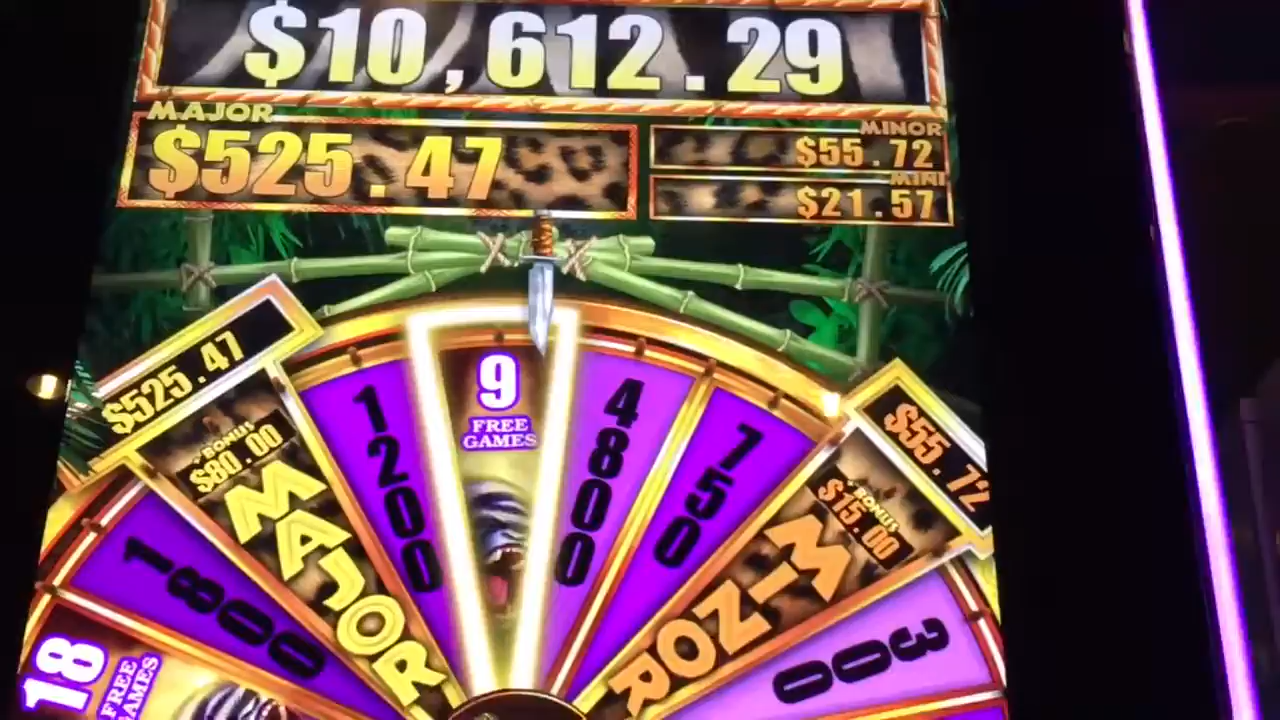 $10,612.29
MAJOR
$525.47
MINOR
$55.72
MINI
$21.57
$525.47
+BONUS
$80.00
MAJOR
1200
9
FREE
GAMES
4800
750
$55.72
+BONUS
$15.00
MINOR
300
1800
18
FREE
GAMES